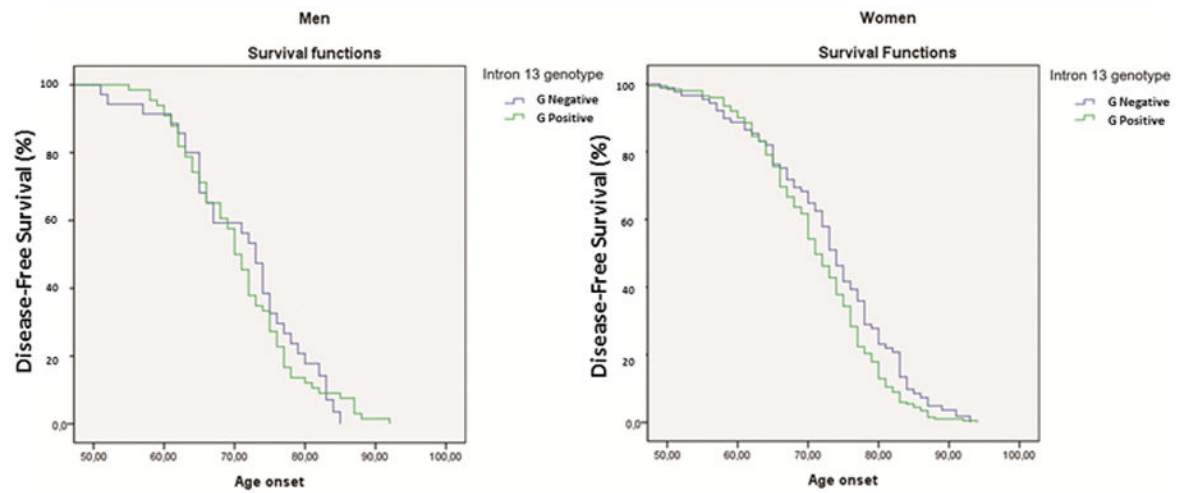 Men
Survival functions
Disease-Free Survival (%)
100
80
60
40
20
0,0
50,00 60,00 70,00 80,00 90,00 100,00
Age onset
Intron 13 genotype
G Negative
G Positive
Women
Survival Functions
Disease-Free Survival (%)
100
80
60
40
20
0,0
50,00 60,00 70,00 80,00 90,00 100,00
Age onset
Intron 13 genotype
G Negative
G Positive